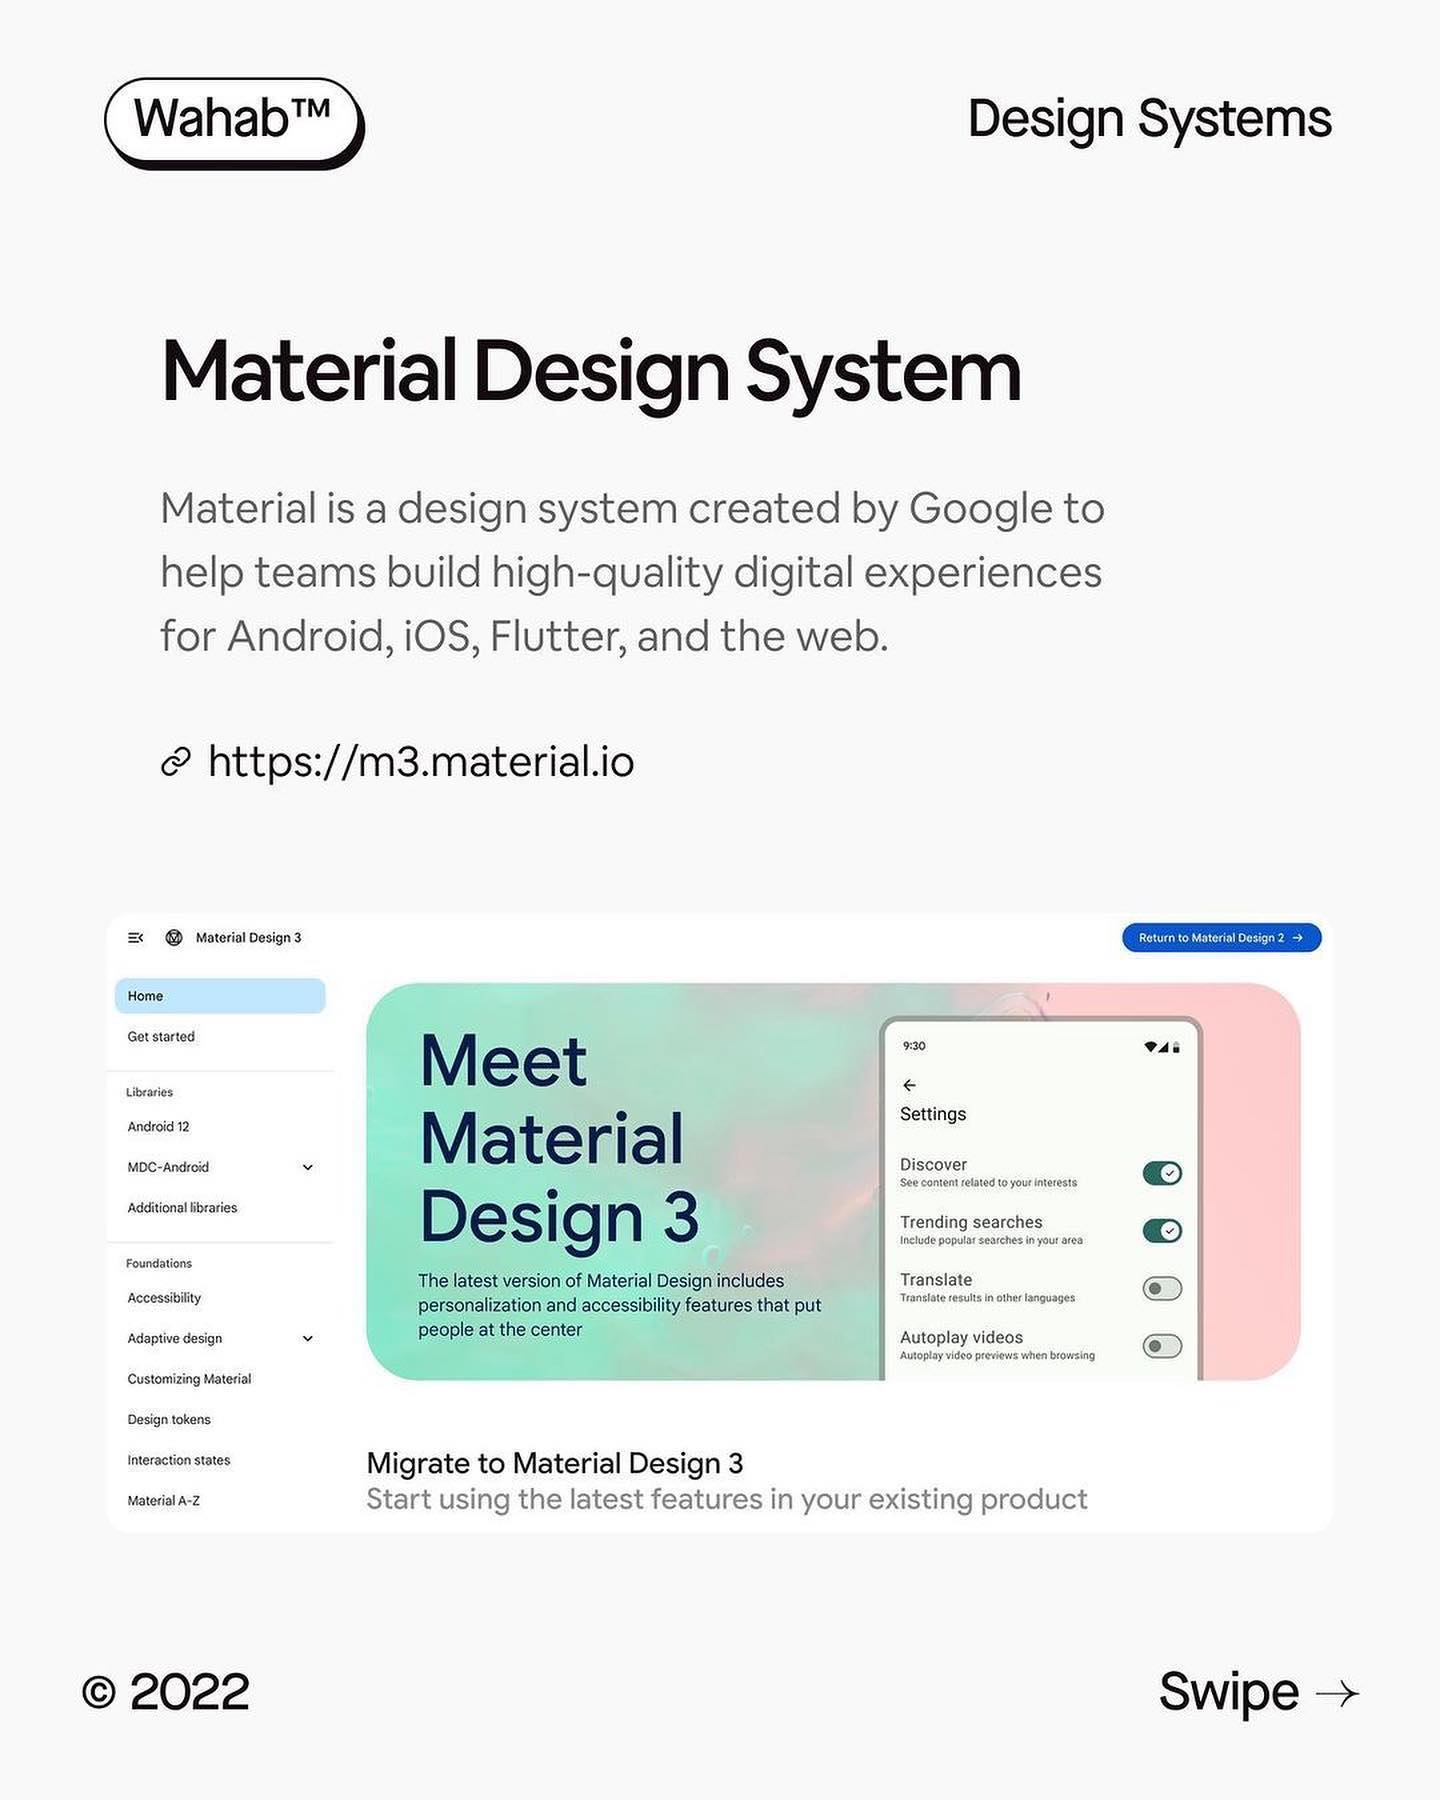 Wahab™
Design Systems
Material Design System
Material is a design system created by Google to
help teams build high-quality digital experiences
for Android, iOS, Flutter, and the web.
https://m3.material.io
Material Design 3
Return to Material Design 2 →
Home
Get started
Libraries
Android 12
MDC-Android
Additional libraries
Foundations
Accessibility
Adaptive design
Customizing Material
Design tokens
Interaction states
Material A-Z
Meet
Material
Design 3
The latest version of Material Design includes
personalization and accessibility features that put
people at the center
9:30
←
Settings
Discover
See content related to your interests
Trending searches
Include popular searches in your area
Translate
Translate results in other languages
Autoplay videos
Autoplay video previews when browsing
Migrate to Material Design 3
Start using the latest features in your existing product
© 2022
Swipe →